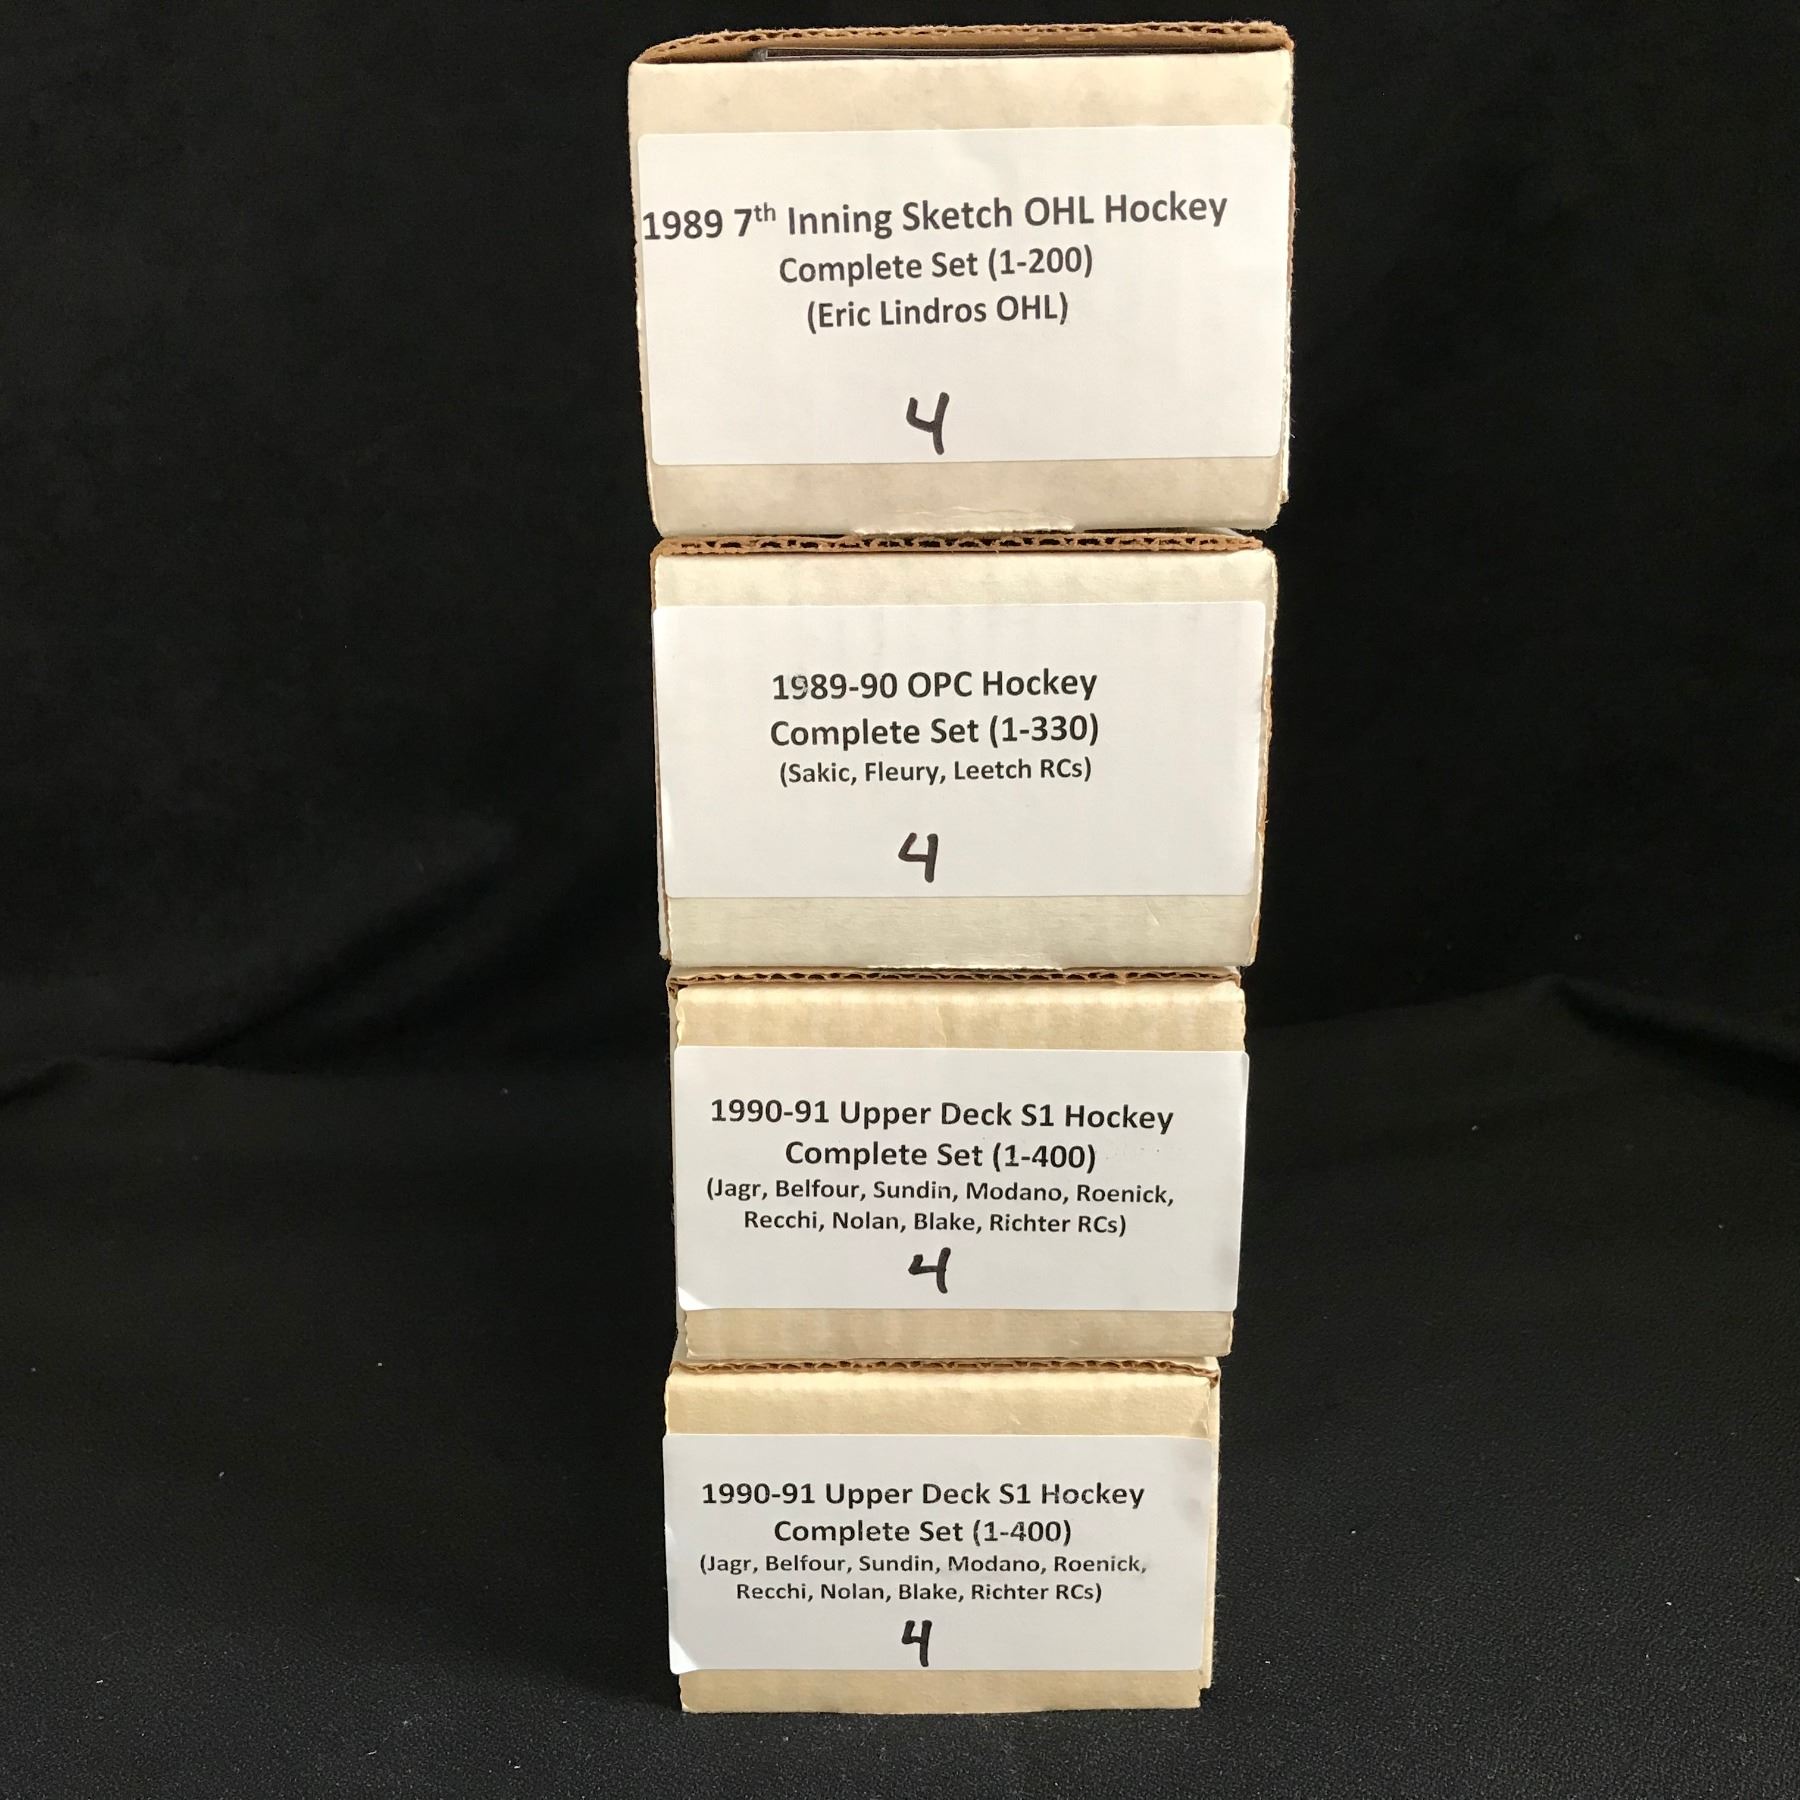 1989 7th Inning Sketch OHL Hockey
Complete Set (1-200)
(Eric Lindros OHL)
4
1989-90 OPC Hockey
Complete Set (1-330)
(Sakic, Fleury, Leetch RCs)
4
1990-91 Upper Deck S1 Hockey
Complete Set (1-400)
(Jagr, Belfour, Sundin, Modano, Roenick,
Recchi, Nolan, Blake, Richter RCs)
4
1990-91 Upper Deck S1 Hockey
Complete Set (1-400)
(Jagr, Belfour, Sundin, Modano, Roenick,
Recchi, Nolan, Blake, Richter RCs)
4